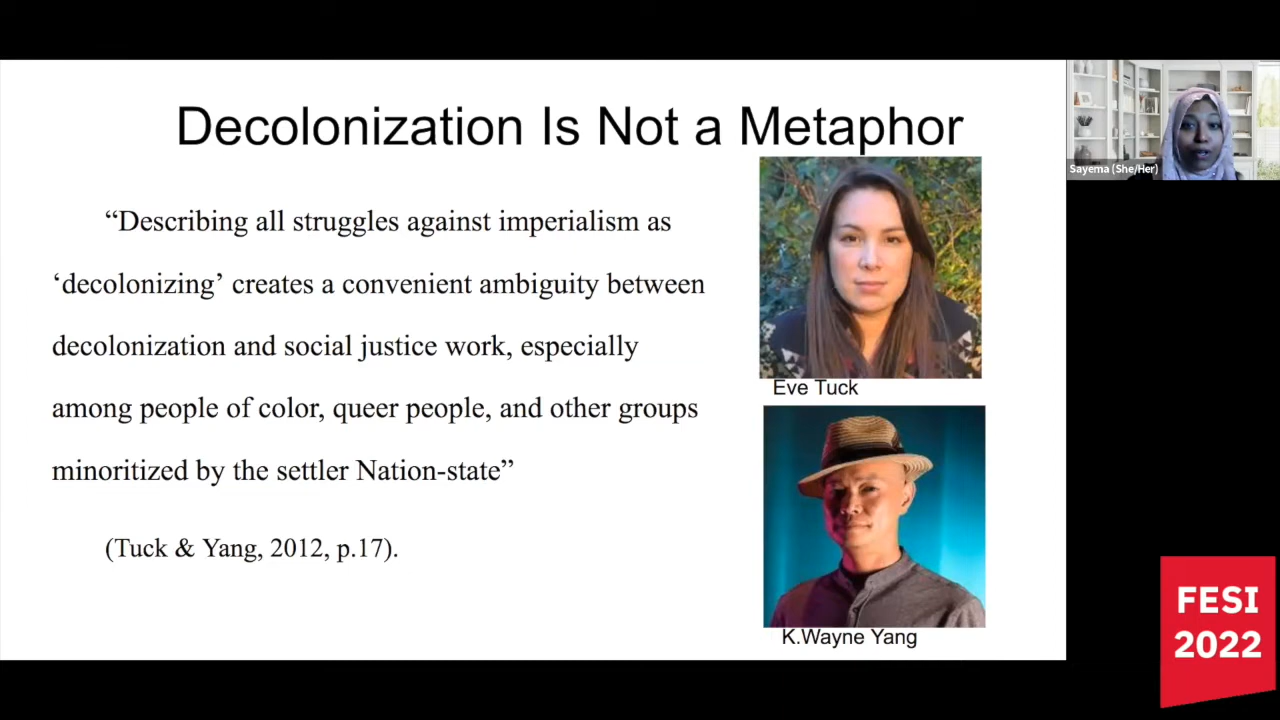 Decolonization Is Not a Metaphor
“Describing all struggles against imperialism as
‘decolonizing’ creates a convenient ambiguity between
decolonization and social justice work, especially
among people of color, queer people, and other groups
minoritized by the settler Nation-state”
(Tuck & Yang, 2012, p.17).
Eve Tuck
K.Wayne Yang
Sayema (She/Her)
FESI
2022